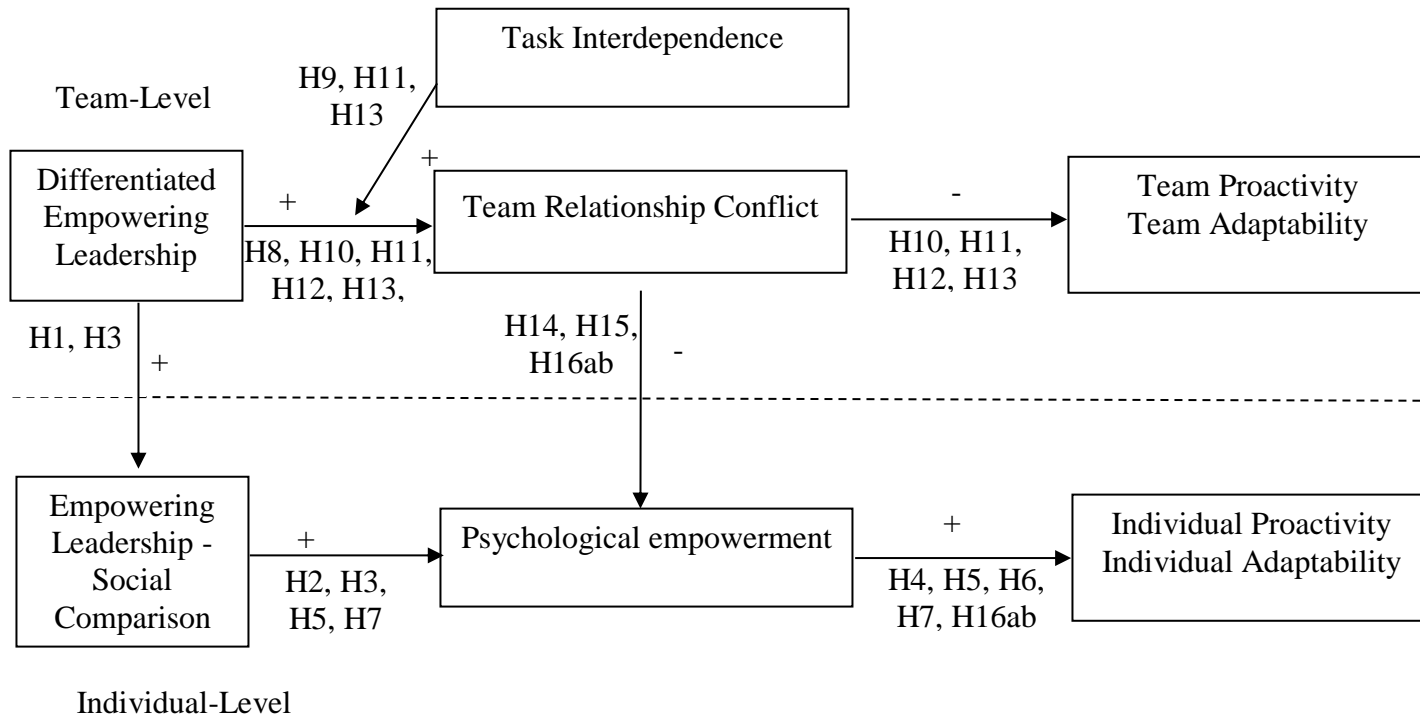 Task Interdependence
H9, H11,
H13
Team-Level
+
Differentiated
Empowering
Leadership
+
H8, H10, H11,
H12, H13,
Team Relationship Conflict
-
H10, H11,
H12, H13
Team Proactivity
Team Adaptability
H1, H3
+
H14, H15,
H16ab
-
Empowering
Leadership -
Social
Comparison
+
H2, H3,
H5, H7
Psychological empowerment
+
H4, H5, H6,
H7, H16ab
Individual Proactivity
Individual Adaptability
Individual-Level